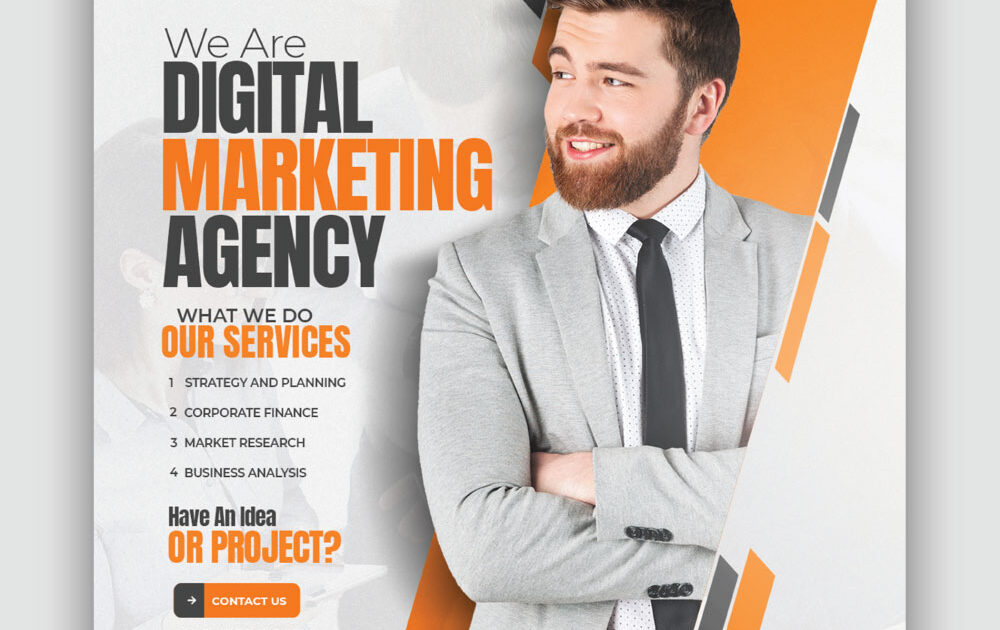 We Are
DIGITAL
MARKETING
AGENCY
WHAT WE DO
OUR SERVICES
1 STRATEGY AND PLANNING
2 CORPORATE FINANCE
3 MARKET RESEARCH
4 BUSINESS ANALYSIS
Have An Idea
OR PROJECT?
→ CONTACT US